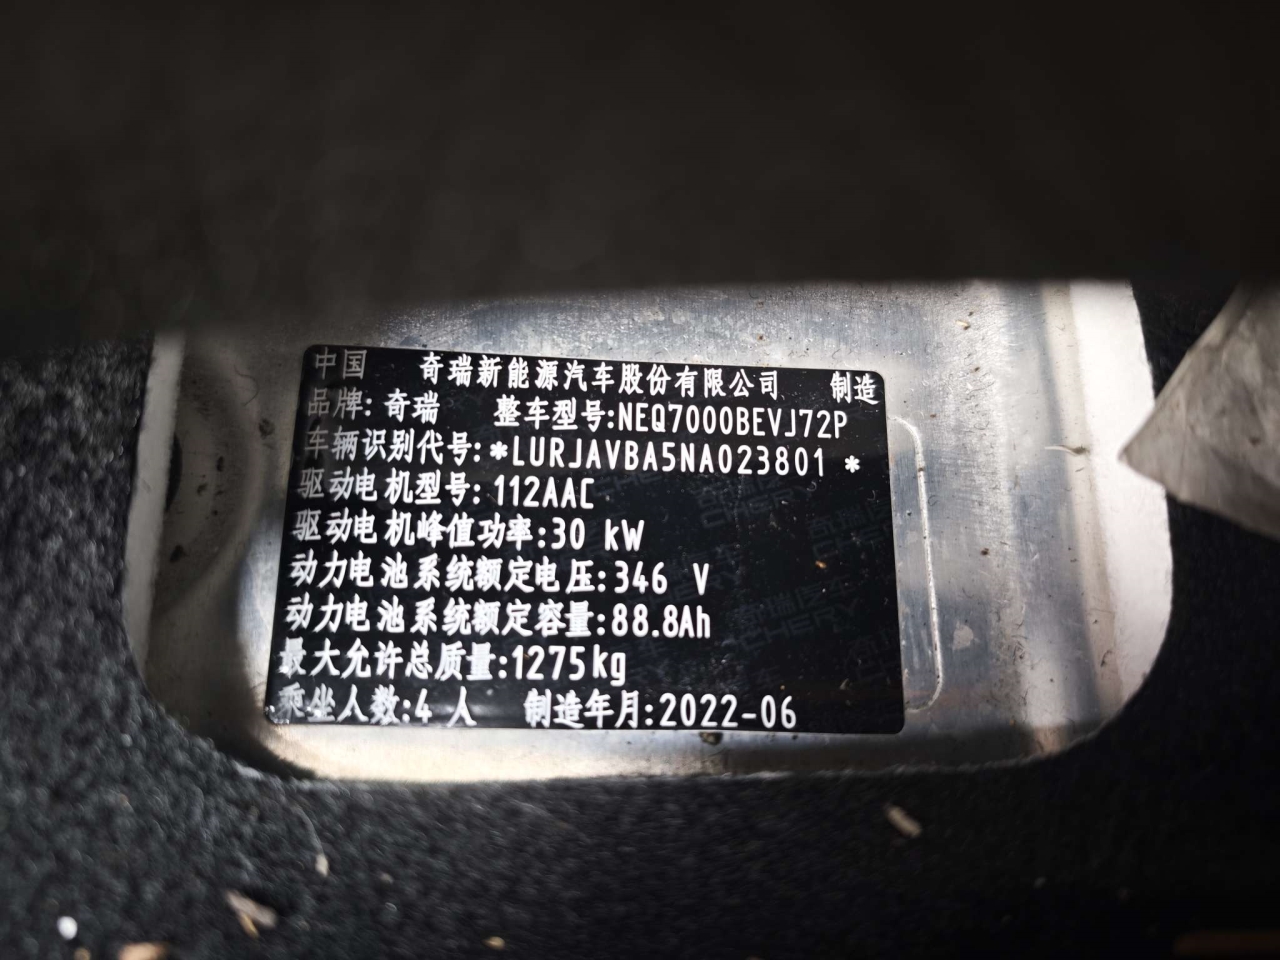 中国 奇瑞新能源汽车股份有限公司 制造
品牌:奇瑞 整车型号:NEQ7000BEVJ72P
车辆识别代号:*LURJAVBA5NA023801*
驱动电机型号:112AAC
驱动电机峰值功率:30 kW
动力电池系统额定电压:346 V
动力电池系统额定容量:88.8Ah
最大允许总质量:1275kg
乘坐人数:4 人 制造年月:2022-06